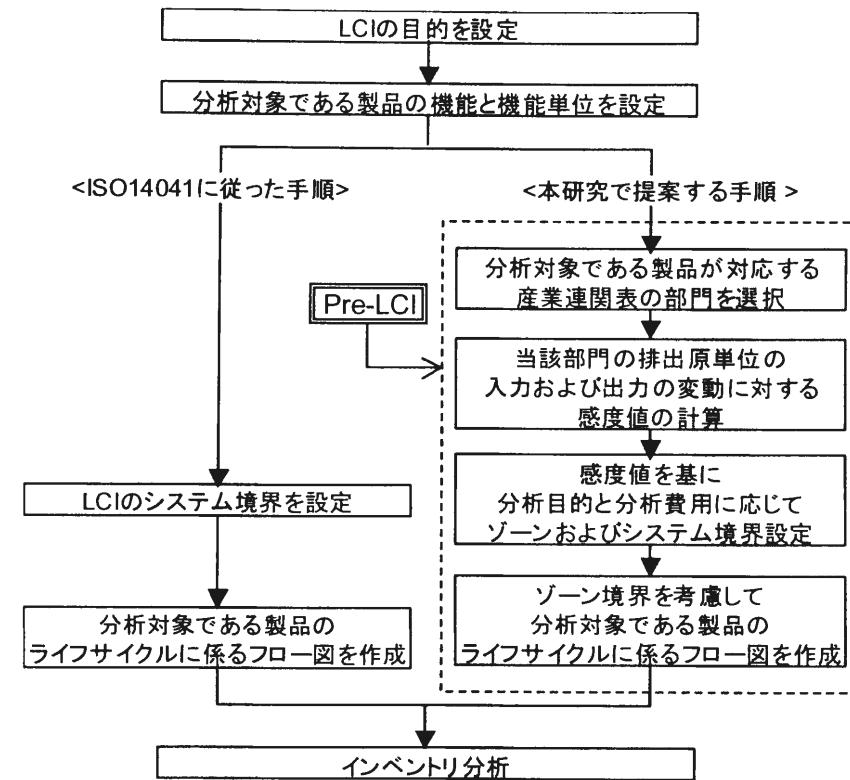 LCIの目的を設定
分析対象である製品の機能と機能単位を設定
<ISO14041に従った手順>
<本研究で提案する手順 >
分析対象である製品が対応する
産業連関表の部門を選択
Pre-LCI
当該部門の排出原単位の
入力および出力の変動に対する
感度値の計算
感度値を基に
分析目的と分析費用に応じて
ゾーンおよびシステム境界設定
LCIのシステム境界を設定
ゾーン境界を考慮して
分析対象である製品の
ライフサイクルに係るフロー図を作成
分析対象である製品の
ライフサイクルに係るフロー図を作成
インベントリ分析